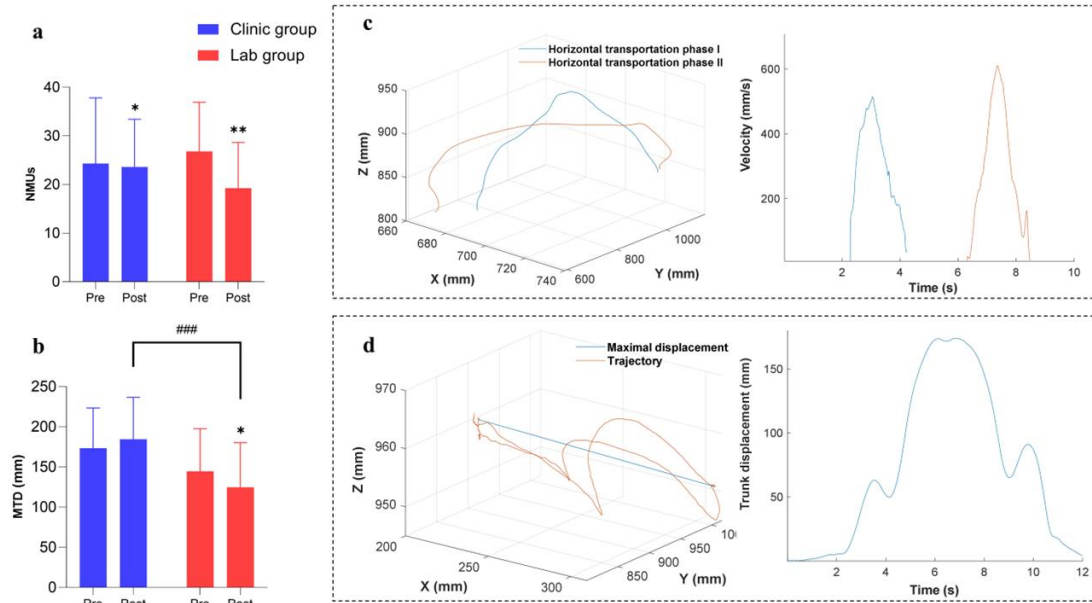 a
Clinic group
Lab group
40
30
20
10
0
NMUs
*
**
Pre
Post
Pre
Post
b
###
250
200
150
100
50
0
MTD (mm)
*
Pre
Post
Pre
Post
c
Horizontal transportation phase I
Horizontal transportation phase II
950
900
850
800
Z (mm)
660
680
700
720
740
X (mm)
600
800
1000
Y (mm)
600
400
200
Velocity (mm/s)
2
4
6
8
10
Time (s)
d
Maximal displacement
Trajectory
970
960
950
Z (mm)
200
250
300
X (mm)
850
900
950
Y (mm)
150
100
50
Trunk displacement (mm)
2
4
6
8
10
12
Time (s)